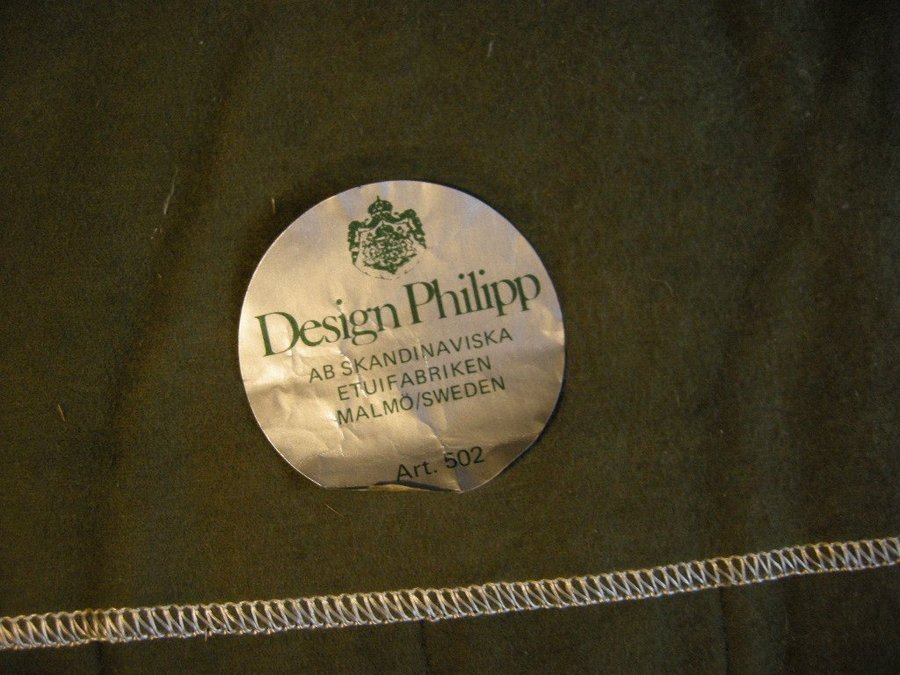 Design Philipp
AB SKANDINAVISKA
ETUIFABRIKEN
MALMÖ/SWEDEN
Art. 502